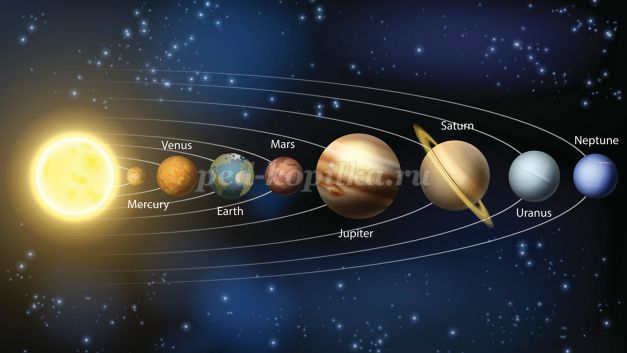 Mercury
Venus
Earth
Mars
Jupiter
Saturn
Uranus
Neptune
ped-kopilka.ru